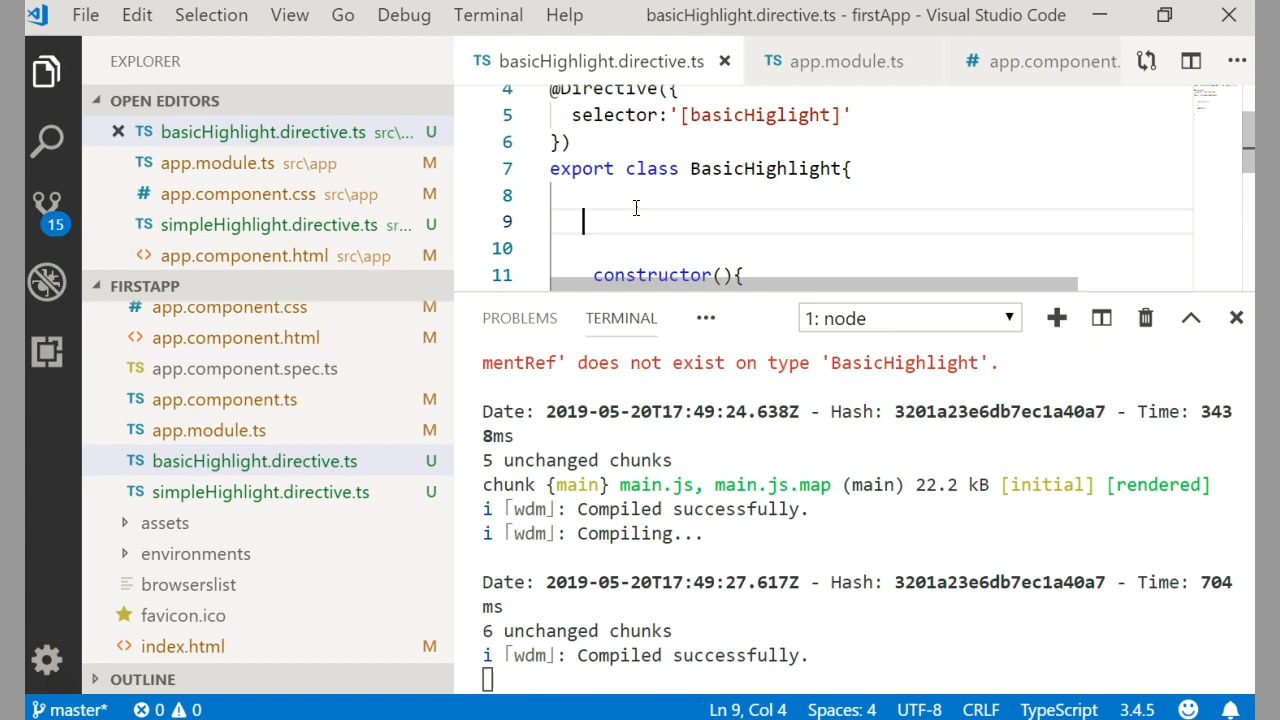 File Edit Selection View Go Debug Terminal Help basicHighlight.directive.ts - firstApp - Visual Studio Code
EXPLORER
OPEN EDITORS
TS basicHighlight.directive.ts src\... U
TS app.module.ts src\app M
# app.component.css src\app M
TS simpleHighlight.directive.ts sr... U
<> app.component.html src\app M
15
FIRSTAPP
# app.component.css M
<> app.component.html M
TS app.component.spec.ts
TS app.component.ts M
TS app.module.ts M
TS basicHighlight.directive.ts U
TS simpleHighlight.directive.ts U
assets
environments
browserslist
favicon.ico
<> index.html M
OUTLINE
TS basicHighlight.directive.ts TS app.module.ts # app.component.
4 @Directive({
5 selector:'[basicHiglight]'
6 })
7 export class BasicHighlight{
8
9
10
11 constructor(){
PROBLEMS TERMINAL ... 1: node
mentRef' does not exist on type 'BasicHighlight'.
Date: 2019-05-20T17:49:24.638Z - Hash: 3201a23e6db7ec1a40a7 - Time: 343
8ms
5 unchanged chunks
chunk {main} main.js, main.js.map (main) 22.2 kB [initial] [rendered]
i ｢wdm｣: Compiled successfully.
i ｢wdm｣: Compiling...
Date: 2019-05-20T17:49:27.617Z - Hash: 3201a23e6db7ec1a40a7 - Time: 704
ms
6 unchanged chunks
i ｢wdm｣: Compiled successfully.
master* 0 0 Ln 9, Col 4 Spaces: 4 UTF-8 CRLF TypeScript 3.4.5